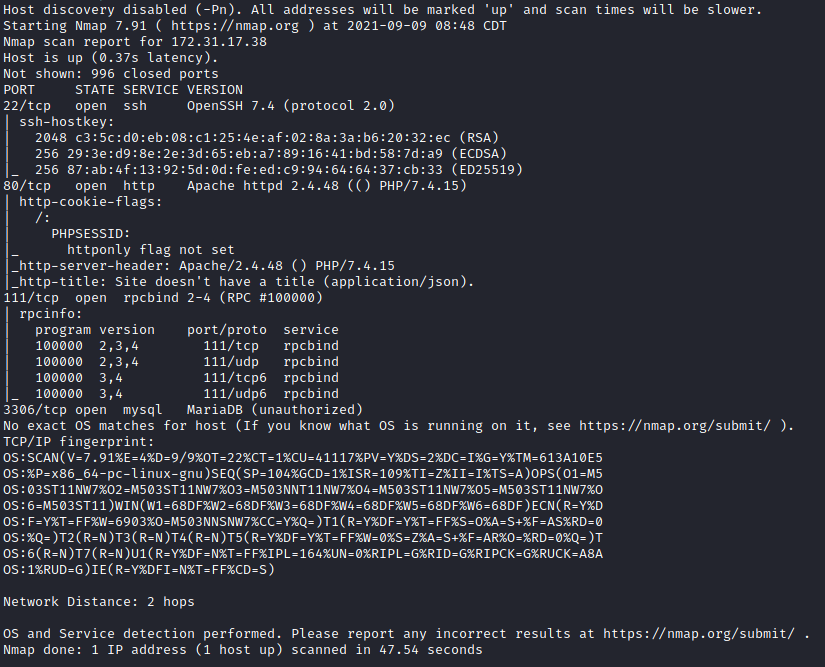 Host discovery disabled (-Pn). All addresses will be marked 'up' and scan times will be slower.
Starting Nmap 7.91 ( https://nmap.org ) at 2021-09-09 08:48 CDT
Nmap scan report for 172.31.17.38
Host is up (0.37s latency).
Not shown: 996 closed ports
PORT     STATE SERVICE VERSION
22/tcp   open  ssh     OpenSSH 7.4 (protocol 2.0)
| ssh-hostkey:
|   2048 c3:5c:d0:eb:08:c1:25:4e:af:02:8a:3a:b6:20:32:ec (RSA)
|   256 29:3e:d9:8e:2e:3d:65:eb:a7:89:16:41:bd:58:7d:a9 (ECDSA)
|_  256 87:ab:4f:13:92:5d:0d:fe:ed:c9:94:64:64:37:cb:33 (ED25519)
80/tcp   open  http    Apache httpd 2.4.48 (() PHP/7.4.15)
| http-cookie-flags:
|   /:
|     PHPSESSID:
|_      httponly flag not set
|_http-server-header: Apache/2.4.48 () PHP/7.4.15
|_http-title: Site doesn't have a title (application/json).
111/tcp  open  rpcbind 2-4 (RPC #100000)
| rpcinfo:
|   program version    port/proto  service
|   100000  2,3,4        111/tcp   rpcbind
|   100000  2,3,4        111/udp   rpcbind
|   100000  3,4          111/tcp6  rpcbind
|_  100000  3,4          111/udp6  rpcbind
3306/tcp open  mysql   MariaDB (unauthorized)
No exact OS matches for host (If you know what OS is running on it, see https://nmap.org/submit/ ).
TCP/IP fingerprint:
OS:SCAN(V=7.91%E=4%D=9/9%OT=22%CT=1%CU=41117%PV=Y%DS=2%DC=I%G=Y%TM=613A10E5
OS:%P=x86_64-pc-linux-gnu)SEQ(SP=104%GCD=1%ISR=109%TI=Z%II=I%TS=A)OPS(O1=M5
OS:03ST11NW7%O2=M503ST11NW7%O3=M503NNT11NW7%O4=M503ST11NW7%O5=M503ST11NW7%O
OS:6=M503ST11)WIN(W1=68DF%W2=68DF%W3=68DF%W4=68DF%W5=68DF%W6=68DF)ECN(R=Y%D
OS:F=Y%T=FF%W=6903%O=M503NNSNW7%CC=Y%Q=)T1(R=Y%DF=Y%T=FF%S=O%A=S+%F=AS%RD=0
OS:%Q=)T2(R=N)T3(R=N)T4(R=N)T5(R=Y%DF=Y%T=FF%W=0%S=Z%A=S+%F=AR%O=%RD=0%Q=)T
OS:6(R=N)T7(R=N)U1(R=Y%DF=N%T=FF%IPL=164%UN=0%RIPL=G%RID=G%RIPCK=G%RUCK=A8A
OS:1%RUD=G)IE(R=Y%DFI=N%T=FF%CD=S)
Network Distance: 2 hops
OS and Service detection performed. Please report any incorrect results at https://nmap.org/submit/ .
Nmap done: 1 IP address (1 host up) scanned in 47.54 seconds